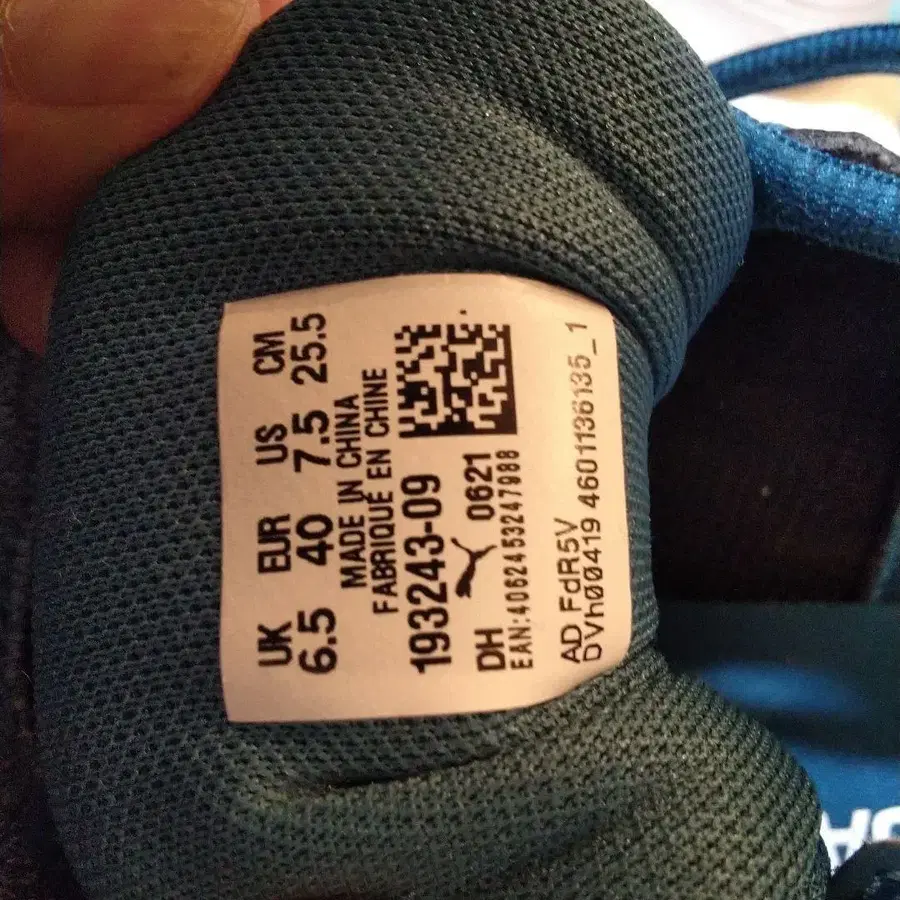 UK EUR US CM
6.5 40 7.5 25.5
MADE IN CHINA
FABRIQUÉ EN CHINE
193243-09
DH 0621
EAN:4062453247988
AD FdR5V
DVh00419 4601136135_1